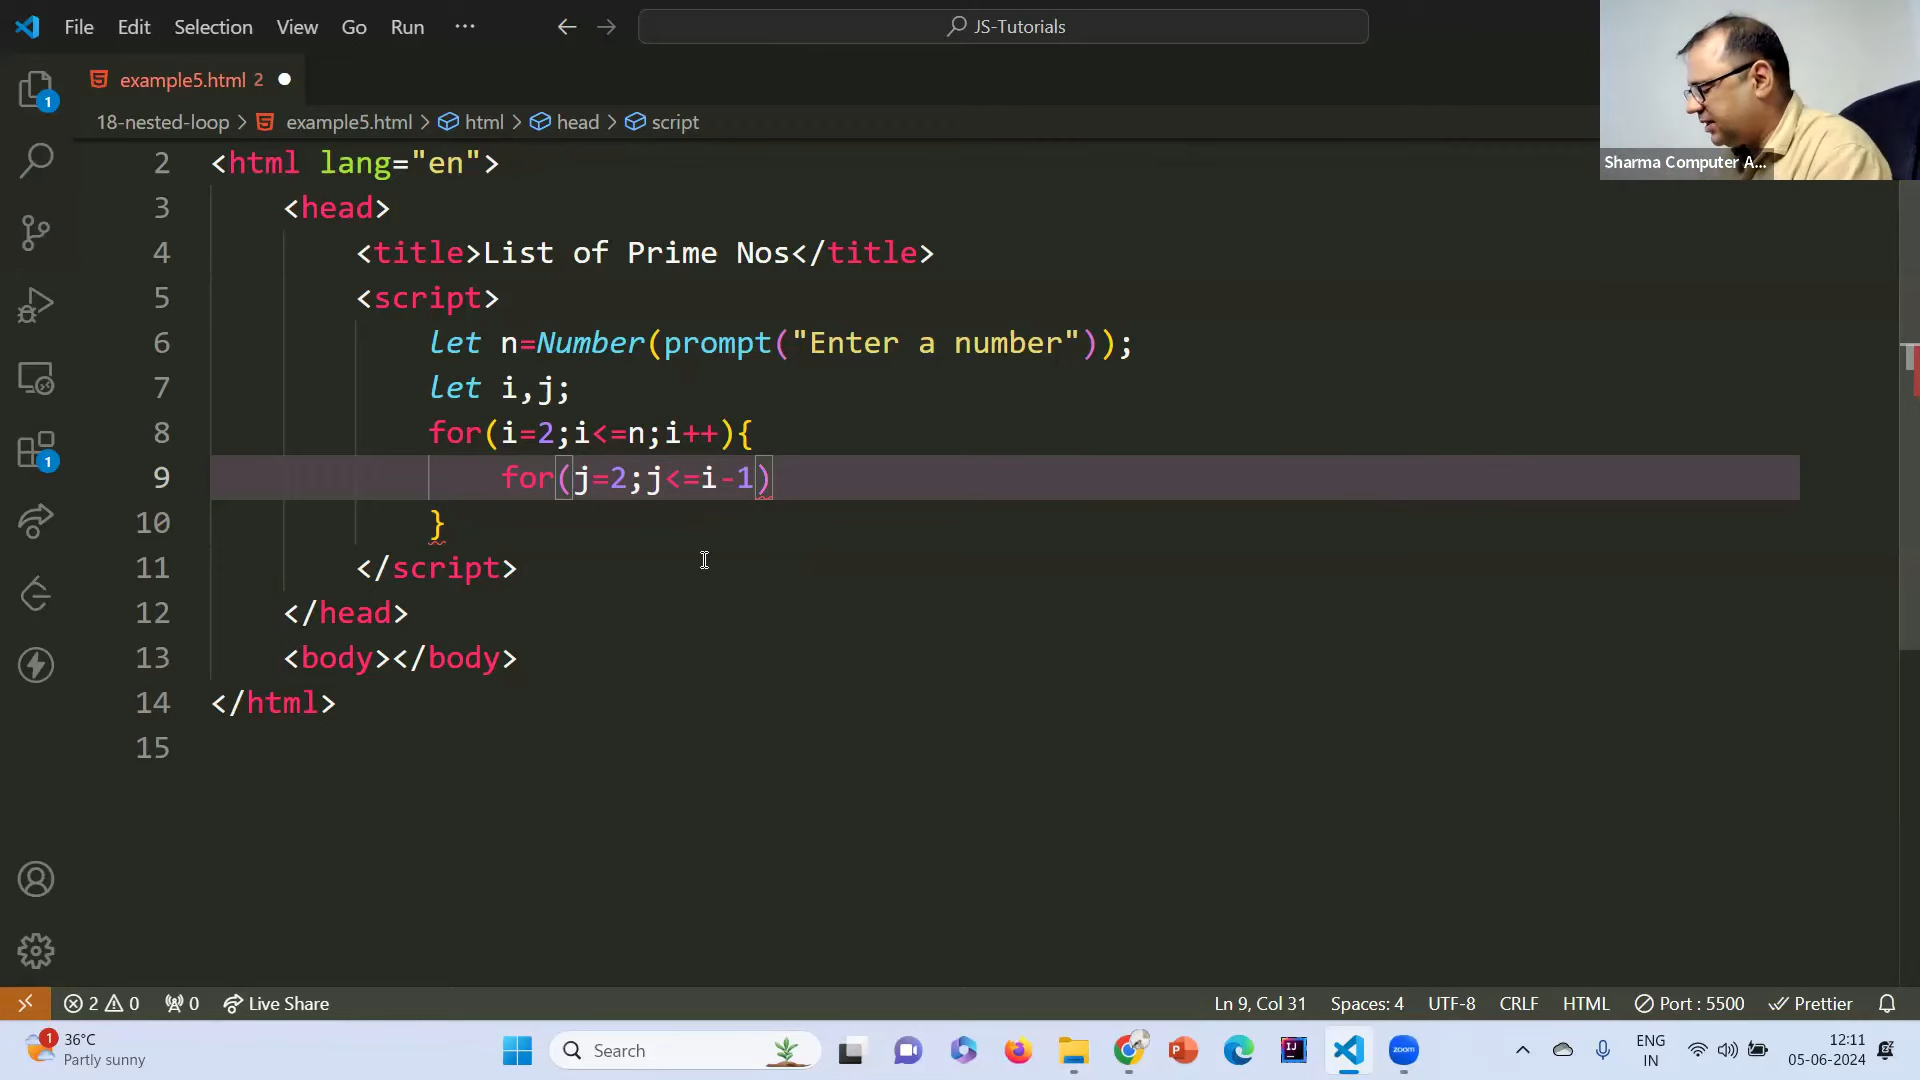 File Edit Selection View Go Run ··· JS-Tutorials
example5.html 2
18-nested-loop > example5.html > html > head > script
Sharma Computer A...
2 <html lang="en">
3 <head>
4 <title>List of Prime Nos</title>
5 <script>
6 let n=Number(prompt("Enter a number"));
7 let i,j;
8 for(i=2;i<=n;i++){
9 for(j=2;j<=i-1)
10 }
11 </script>
12 </head>
13 <body></body>
14 </html>
15
1
1
2 0 0 Live Share Ln 9, Col 31 Spaces: 4 UTF-8 CRLF HTML Port : 5500 Prettier
1 36°C
Partly sunny
Search
zoom
ENG
IN
12:11
05-06-2024